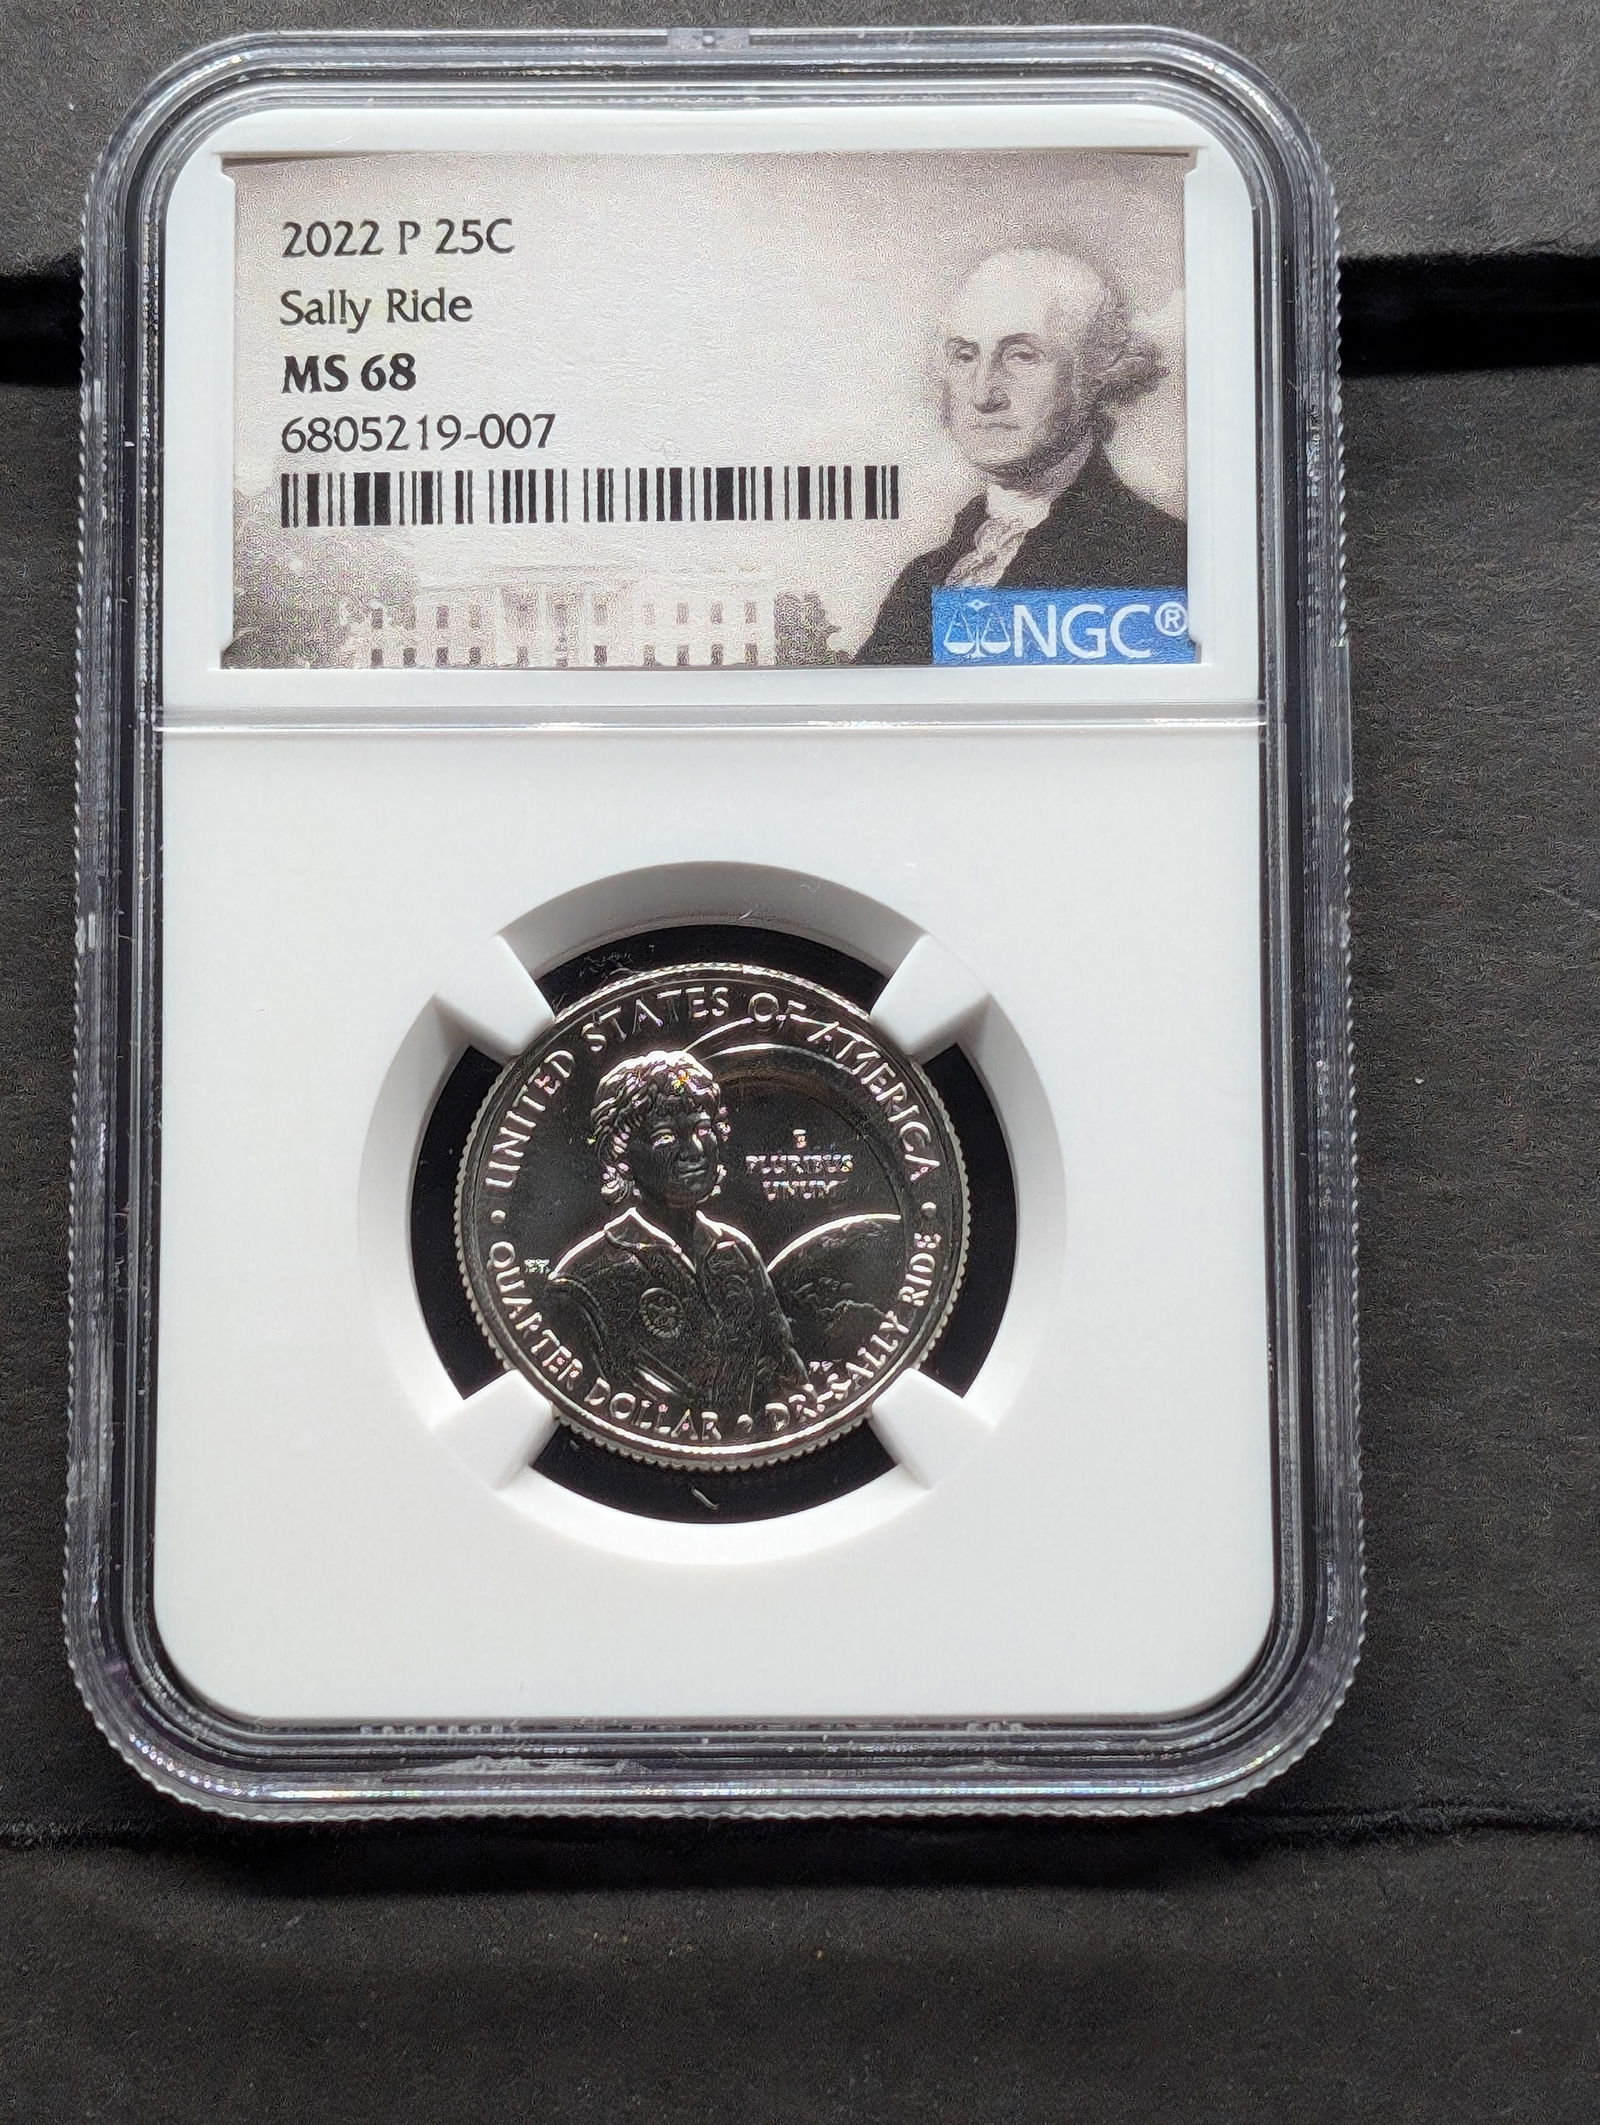 2022 P 25C
Sally Ride
MS 68
6805219-007
NGC®
UNITED STATES OF AMERICA
E
PLURIBUS
UNUM
QUARTER DOLLAR • DR. SALLY RIDE